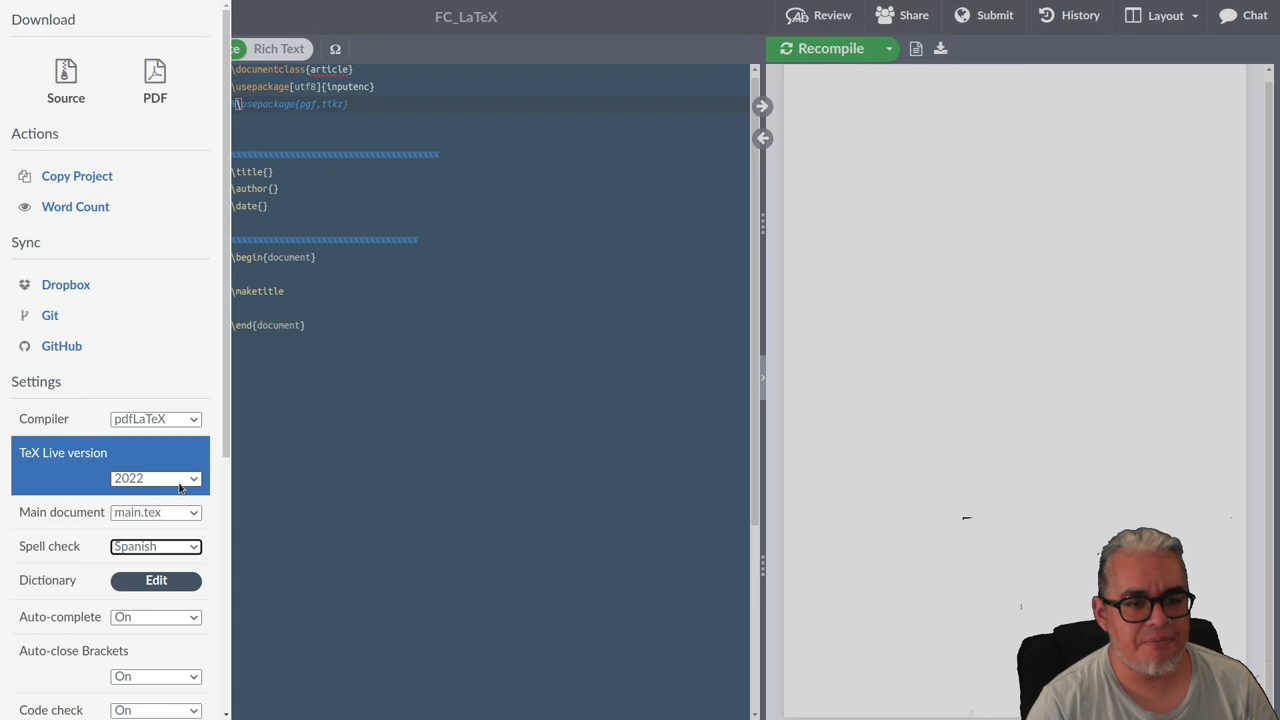 Download
Source
PDF
Actions
Copy Project
Word Count
Sync
Dropbox
Git
GitHub
Settings
Compiler
pdfLaTeX
TeX Live version
2022
Main document
main.tex
Spell check
Spanish
Dictionary
Edit
Auto-complete
On
Auto-close Brackets
On
Code check
On
FC_LaTeX
Review
Share
Submit
History
Layout
Chat
Rich Text
Ω
Recompile
\documentclass{article}
\usepackage[utf8]{inputenc}
\usepackage{pgf,tikz}
\title{}
\author{}
\date{}
\begin{document}
\maketitle
\end{document}